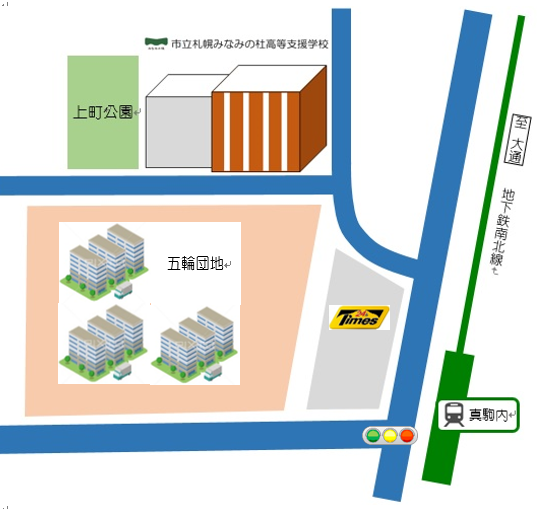 市立札幌みなみの杜高等支援学校
上町公園
至 大通
地下鉄南北線
五輪団地
Times
真駒内